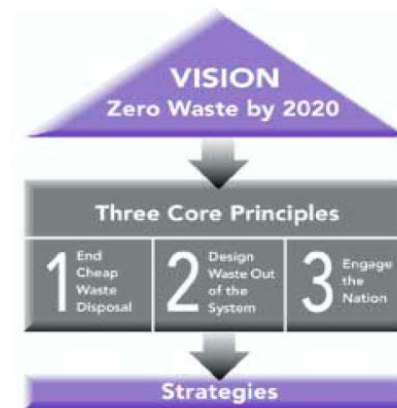 VISION
Zero Waste by 2020
Three Core Principles
1
End
Cheap
Waste
Disposal
2
Design
Waste Out
of the
System
3
Engage
the
Nation
Strategies